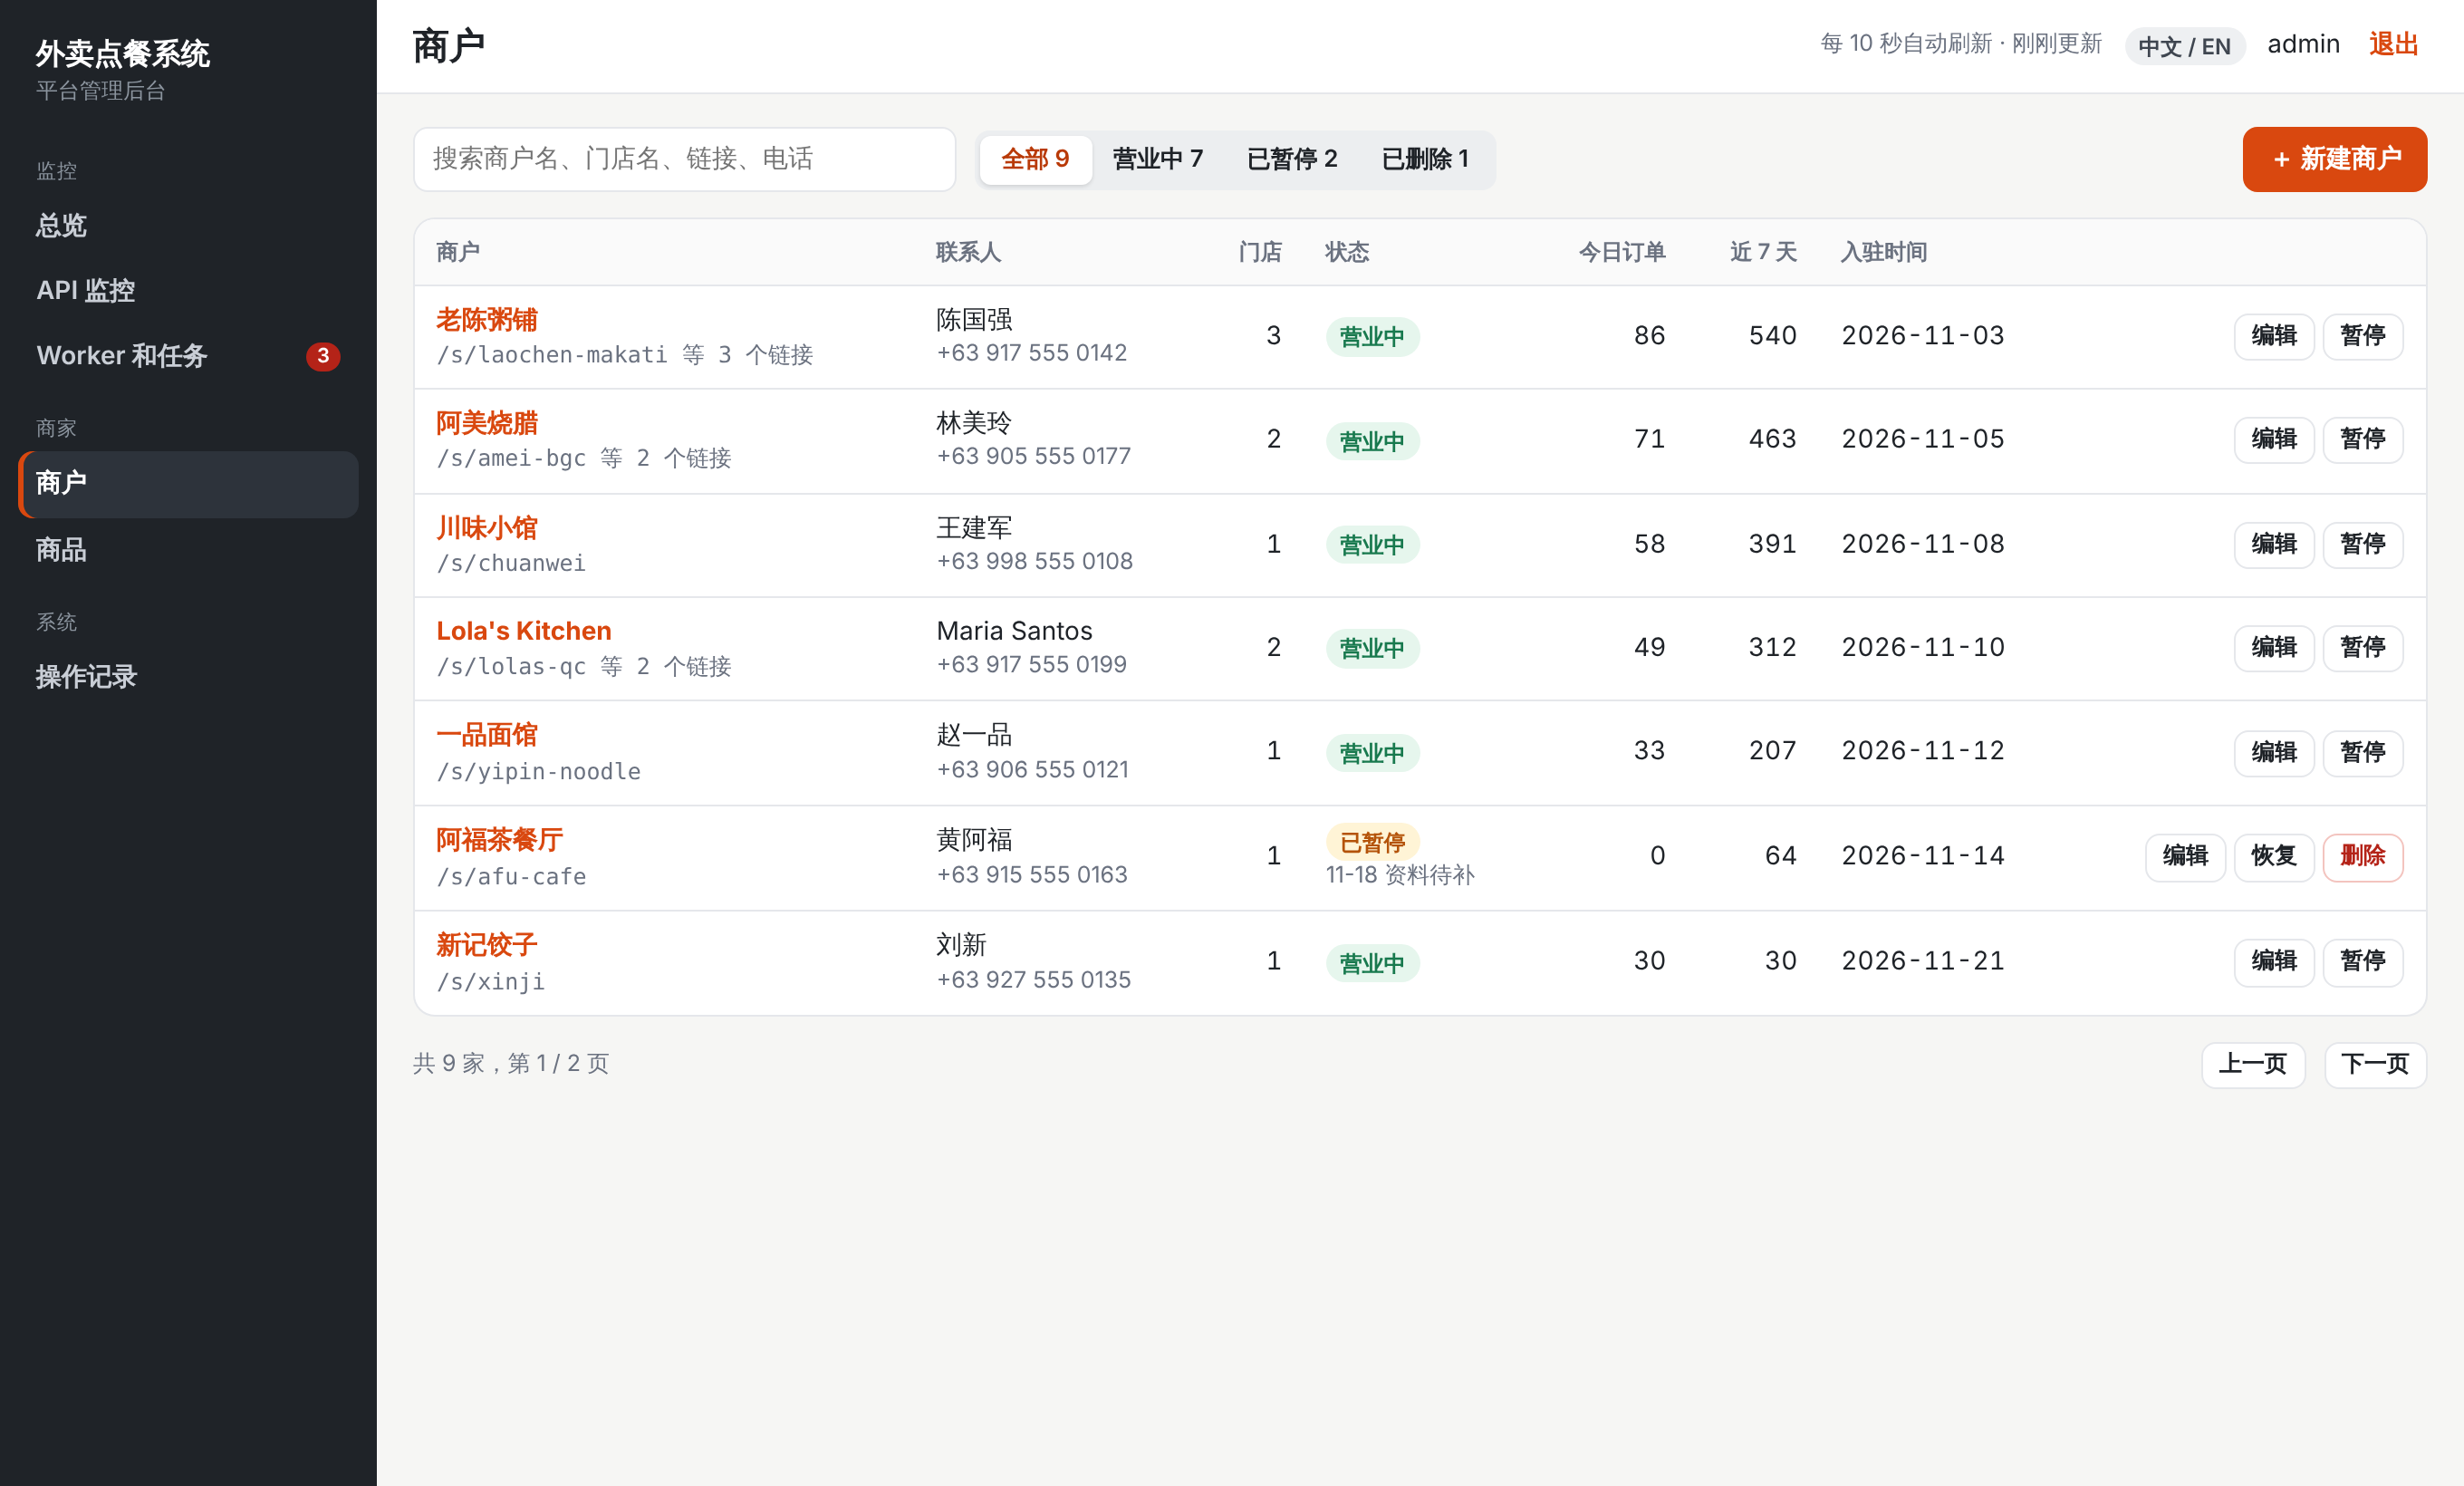 外卖点餐系统
平台管理后台
监控
总览
API 监控
Worker 和任务 3
商家
商户
商品
系统
操作记录
商户
每 10 秒自动刷新 · 刚刚更新 中文 / EN admin 退出
搜索商户名、门店名、链接、电话 全部 9 营业中 7 已暂停 2 已删除 1 + 新建商户
商户 联系人 门店 状态 今日订单 近 7 天 入驻时间
老陈粥铺 陈国强 3 营业中 86 540 2026-11-03 编辑 暂停
/s/laochen-makati 等 3 个链接 +63 917 555 0142
阿美烧腊 林美玲 2 营业中 71 463 2026-11-05 编辑 暂停
/s/amei-bgc 等 2 个链接 +63 905 555 0177
川味小馆 王建军 1 营业中 58 391 2026-11-08 编辑 暂停
/s/chuanwei +63 998 555 0108
Lola's Kitchen Maria Santos 2 营业中 49 312 2026-11-10 编辑 暂停
/s/lolas-qc 等 2 个链接 +63 917 555 0199
一品面馆 赵一品 1 营业中 33 207 2026-11-12 编辑 暂停
/s/yipin-noodle +63 906 555 0121
阿福茶餐厅 黄阿福 1 已暂停 0 64 2026-11-14 编辑 恢复 删除
/s/afu-cafe +63 915 555 0163 11-18 资料待补
新记饺子 刘新 1 营业中 30 30 2026-11-21 编辑 暂停
/s/xinji +63 927 555 0135
共 9 家，第 1 / 2 页 上一页 下一页